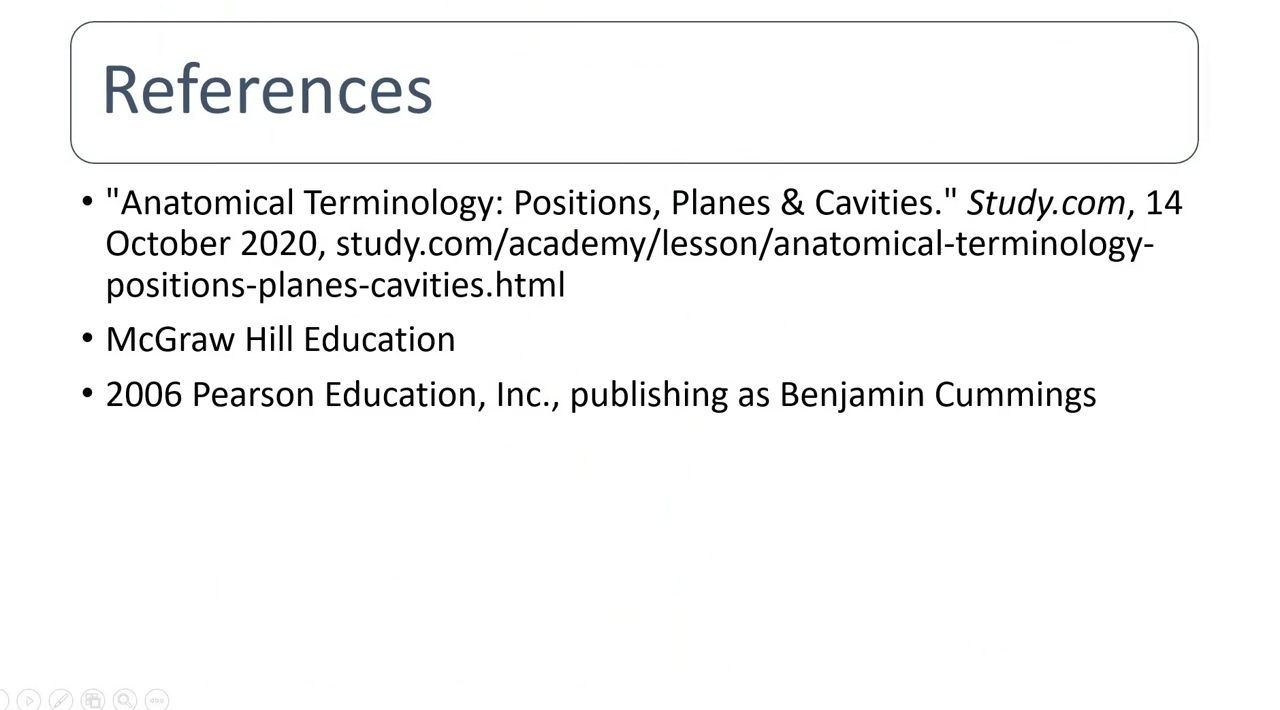 References
• "Anatomical Terminology: Positions, Planes & Cavities." Study.com, 14
October 2020, study.com/academy/lesson/anatomical-terminology-
positions-planes-cavities.html
• McGraw Hill Education
• 2006 Pearson Education, Inc., publishing as Benjamin Cummings